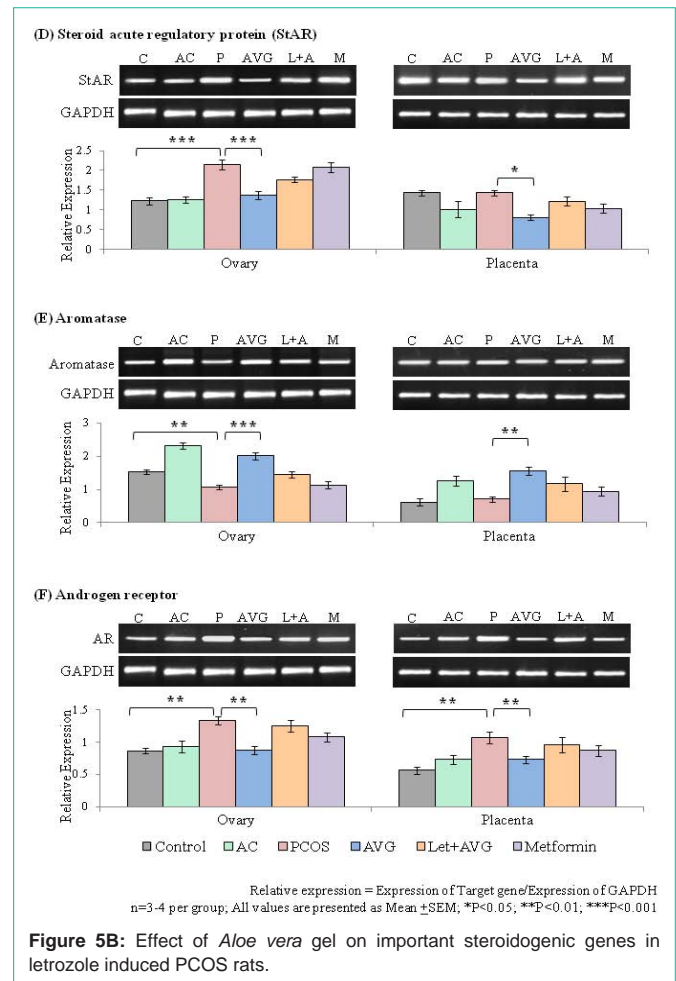 (D) Steroid acute regulatory protein (StAR)
C AC P AVG L+A M C AC P AVG L+A M
StAR
GAPDH
*** *** *
Relative Expression
2.5
2
1.5
1
0.5
0
Ovary Placenta
(E) Aromatase
C AC P AVG L+A M C AC P AVG L+A M
Aromatase
GAPDH
** *** **
Relative Expression
3
2
1
0
Ovary Placenta
(F) Androgen receptor
C AC P AVG L+A M C AC P AVG L+A M
AR
GAPDH
** ** ** **
Relative Expression
1.5
1
0.5
0
Ovary Placenta
Control AC PCOS AVG Let+AVG Metformin
Relative expression = Expression of Target gene/Expression of GAPDH
n=3-4 per group; All values are presented as Mean ±SEM; *P<0.05; **P<0.01; ***P<0.001
Figure 5B: Effect of Aloe vera gel on important steroidogenic genes in
letrozole induced PCOS rats.